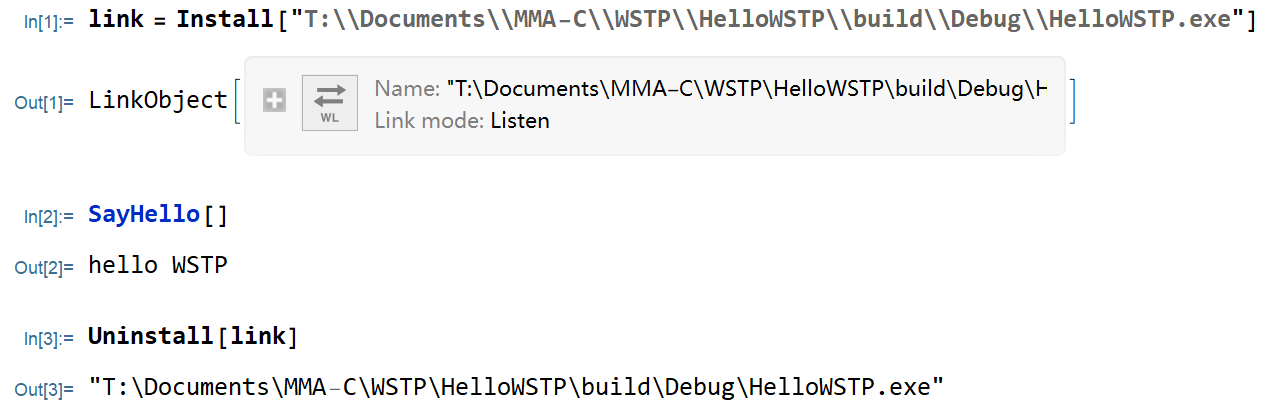 In[1]:= link = Install["T:\\Documents\\MMA-C\\WSTP\\HelloWSTP\\build\\Debug\\HelloWSTP.exe"]
Out[1]= LinkObject[ WL Name: "T:\Documents\MMA-C\WSTP\HelloWSTP\build\Debug\H
Link mode: Listen ]
In[2]:= SayHello[]
Out[2]= hello WSTP
In[3]:= Uninstall[link]
Out[3]= "T:\Documents\MMA-C\WSTP\HelloWSTP\build\Debug\HelloWSTP.exe"